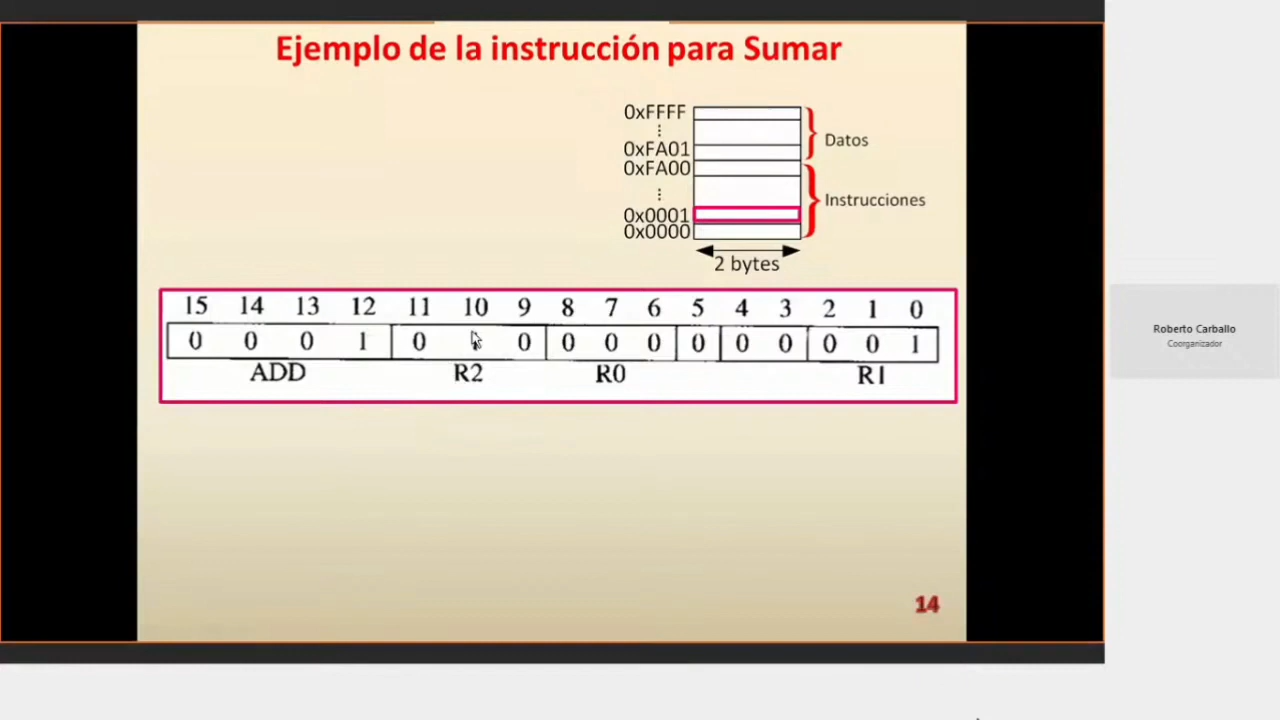 Ejemplo de la instrucción para Sumar
0xFFFF
0xFA01
0xFA00
0x0001
0x0000
Datos
Instrucciones
2 bytes
15 14 13 12 11 10 9 8 7 6 5 4 3 2 1 0
0 0 0 1 0 0 0 0 0 0 0 0 0 0 1
ADD R2 R0 R1
14
Roberto Carballo
Coorganizador